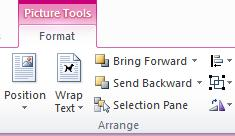 Picture Tools
Format
Position
Wrap
Text
Bring Forward
Send Backward
Selection Pane
Arrange